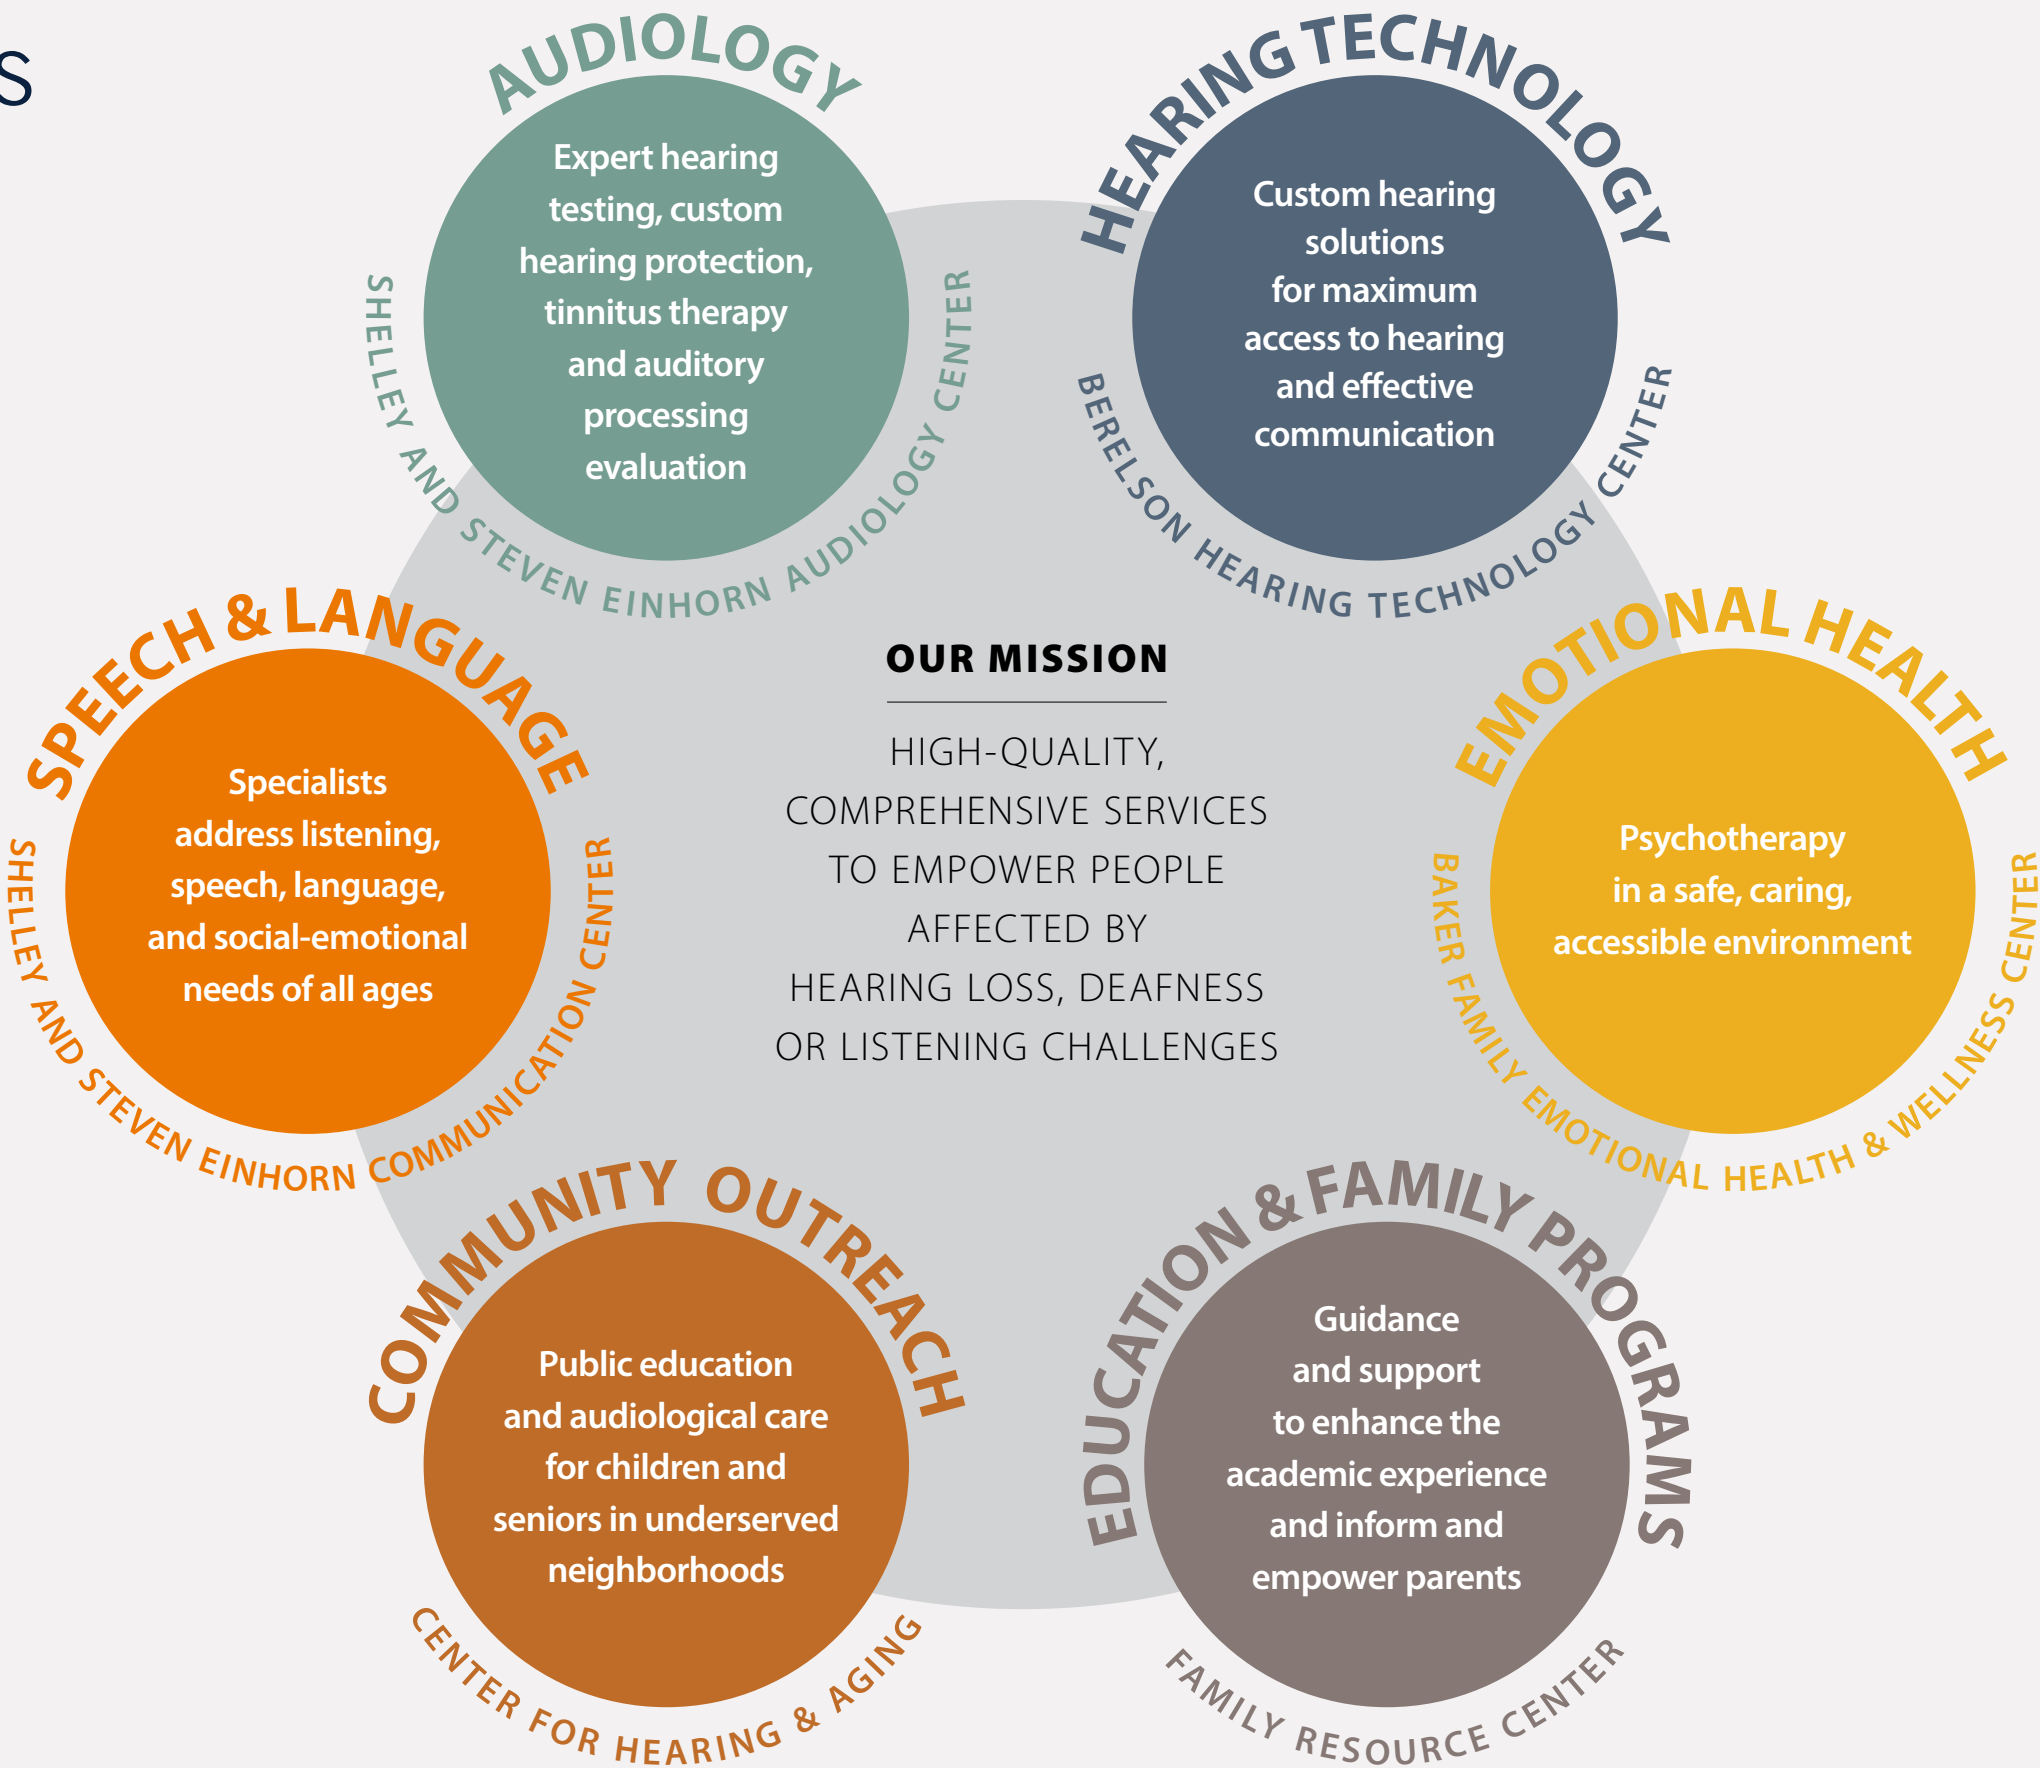 S
AUDIOLOGY
Expert hearing
testing, custom
hearing protection,
tinnitus therapy
and auditory
processing
evaluation
SHELLEY AND STEVEN EINHORN AUDIOLOGY CENTER
HEARING TECHNOLOGY
Custom hearing
solutions
for maximum
access to hearing
and effective
communication
BERELSON HEARING TECHNOLOGY CENTER
SPEECH & LANGUAGE
Specialists
address listening,
speech, language,
and social-emotional
needs of all ages
SHELLEY AND STEVEN EINHORN COMMUNICATION CENTER
OUR MISSION
HIGH-QUALITY,
COMPREHENSIVE SERVICES
TO EMPOWER PEOPLE
AFFECTED BY
HEARING LOSS, DEAFNESS
OR LISTENING CHALLENGES
EMOTIONAL HEALTH
Psychotherapy
in a safe, caring,
accessible environment
BAKER FAMILY EMOTIONAL HEALTH & WELLNESS CENTER
COMMUNITY OUTREACH
Public education
and audiological care
for children and
seniors in underserved
neighborhoods
CENTER FOR HEARING & AGING
EDUCATION & FAMILY PROGRAMS
Guidance
and support
to enhance the
academic experience
and inform and
empower parents
FAMILY RESOURCE CENTER